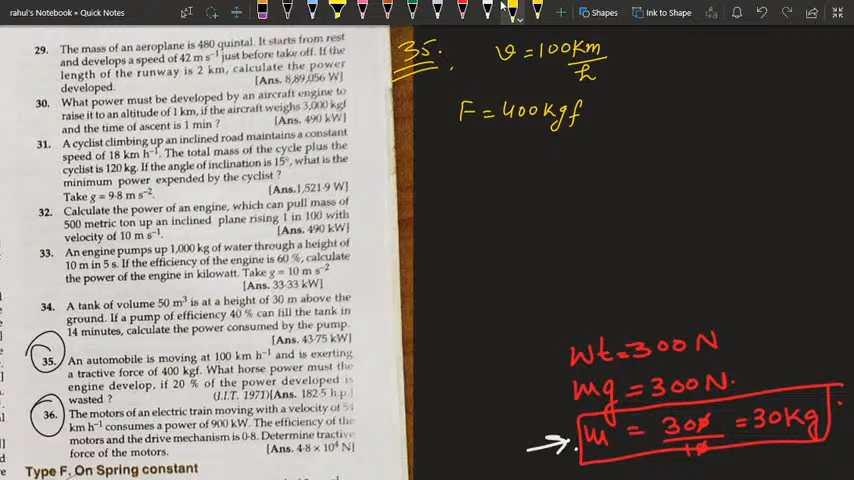 rahul's Notebook › Quick Notes
Shapes
Ink to Shape
29. The mass of an aeroplane is 480 quintal. It starts from rest
and develops a speed of 42 m s⁻¹ just before take off. If the
length of the runway is 2 km, calculate the power
developed. [Ans. 8,89,056 W]
30. What power must be developed by an aircraft engine to
raise it to an altitude of 1 km, if the aircraft weighs 3,000 kgf
and the time of ascent is 1 min ? [Ans. 490 kW]
31. A cyclist climbing up an inclined road maintains a constant
speed of 18 km h⁻¹. The total mass of the cycle plus the
cyclist is 120 kg. If the angle of inclination is 15°, what is the
minimum power expended by the cyclist ?
Take g = 9·8 m s⁻². [Ans. 1,521·9 W]
32. Calculate the power of an engine, which can pull mass of
500 metric ton up an inclined plane rising 1 in 100 with
velocity of 10 m s⁻¹. [Ans. 490 kW]
33. An engine pumps up 1,000 kg of water through a height of
10 m in 5 s. If the efficiency of the engine is 60 %, calculate
the power of the engine in kilowatt. Take g = 10 m s⁻²
[Ans. 33·33 kW]
34. A tank of volume 50 m³ is at a height of 30 m above the
ground. If a pump of efficiency 40 % can fill the tank in
14 minutes, calculate the power consumed by the pump.
[Ans. 43·75 kW]
35. An automobile is moving at 100 km h⁻¹ and is exerting
a tractive force of 400 kgf. What horse power must the
engine develop, if 20 % of the power developed is
wasted ? (I.I.T. 1971) [Ans. 182·5 h.p.]
36. The motors of an electric train moving with a velocity of 54
km h⁻¹ consumes a power of 900 kW. The efficiency of the
motors and the drive mechanism is 0·8. Determine tractive
force of the motors. [Ans. 4·8 × 10⁴ N]
Type F. On Spring constant
35. v = 100 Km/h
F = 400 kgf
Wt = 300 N
mg = 300 N.
m = 300/10 = 30 Kg